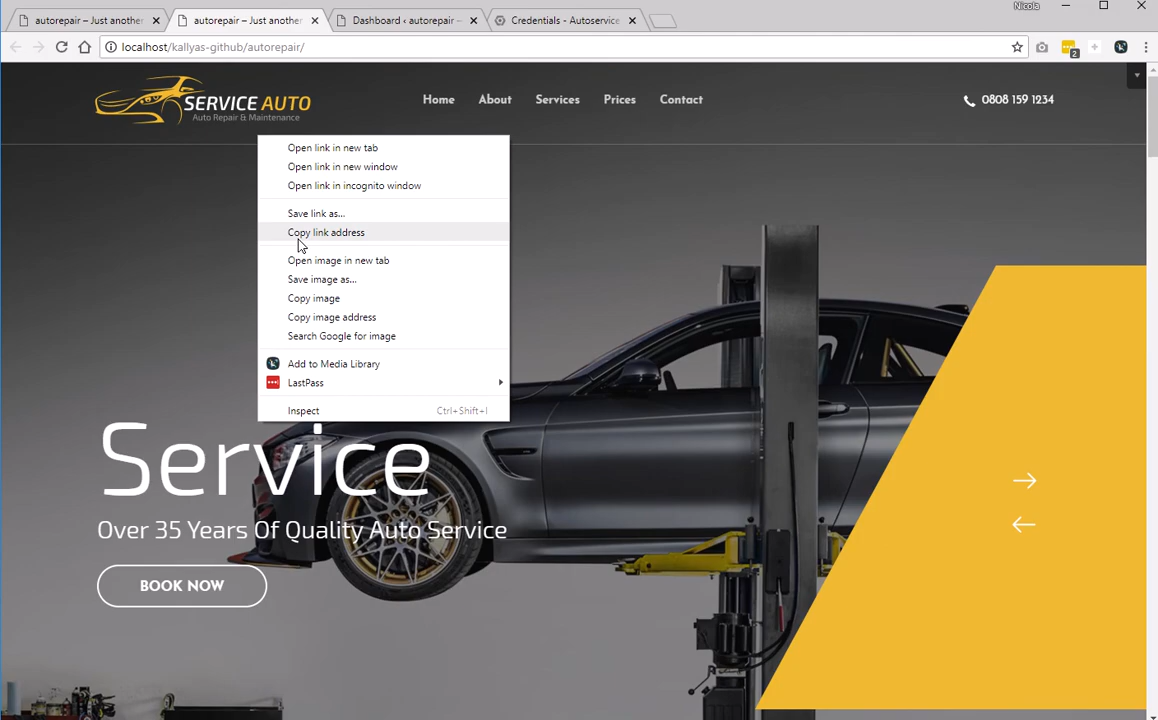 Nicola
autorepair – Just another
autorepair – Just another
Dashboard ‹ autorepair –
Credentials - Autoservice
localhost/kallyas-github/autorepair/
2
SERVICE AUTO
Auto Repair & Maintenance
Home
About
Services
Prices
Contact
0808 159 1234
Open link in new tab
Open link in new window
Open link in incognito window
Save link as...
Copy link address
Open image in new tab
Save image as...
Copy image
Copy image address
Search Google for image
Add to Media Library
LastPass
Inspect Ctrl+Shift+I
Service
Over 35 Years Of Quality Auto Service
BOOK NOW